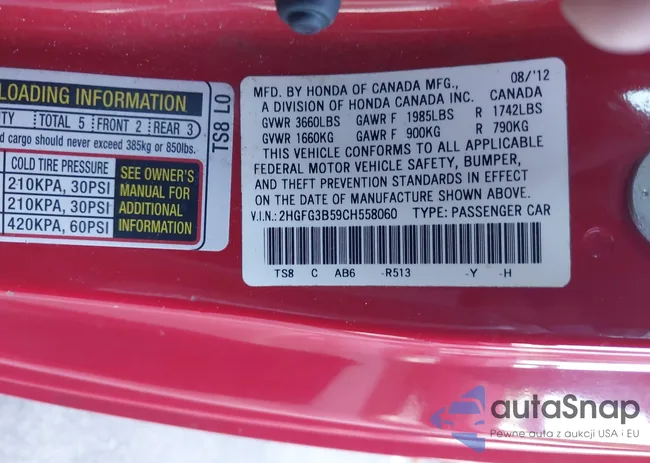 LOADING INFORMATION
TOTAL 5 FRONT 2 REAR 3
cargo should never exceed 385kg or 850lbs.
COLD TIRE PRESSURE
210KPA, 30PSI
210KPA, 30PSI
420KPA, 60PSI
SEE OWNER'S
MANUAL FOR
ADDITIONAL
INFORMATION
TS8 L0
MFD. BY HONDA OF CANADA MFG., 08/'12
A DIVISION OF HONDA CANADA INC. CANADA
GVWR 3660LBS GAWR F 1985LBS R 1742LBS
GVWR 1660KG GAWR F 900KG R 790KG
THIS VEHICLE CONFORMS TO ALL APPLICABLE
FEDERAL MOTOR VEHICLE SAFETY, BUMPER,
AND THEFT PREVENTION STANDARDS IN EFFECT
ON THE DATE OF MANUFACTURE SHOWN ABOVE.
V.I.N.: 2HGFG3B59CH558060 TYPE: PASSENGER CAR
TS8 C AB6 -R513 -Y -H
autaSnap
Pewne auta z aukcji USA i EU